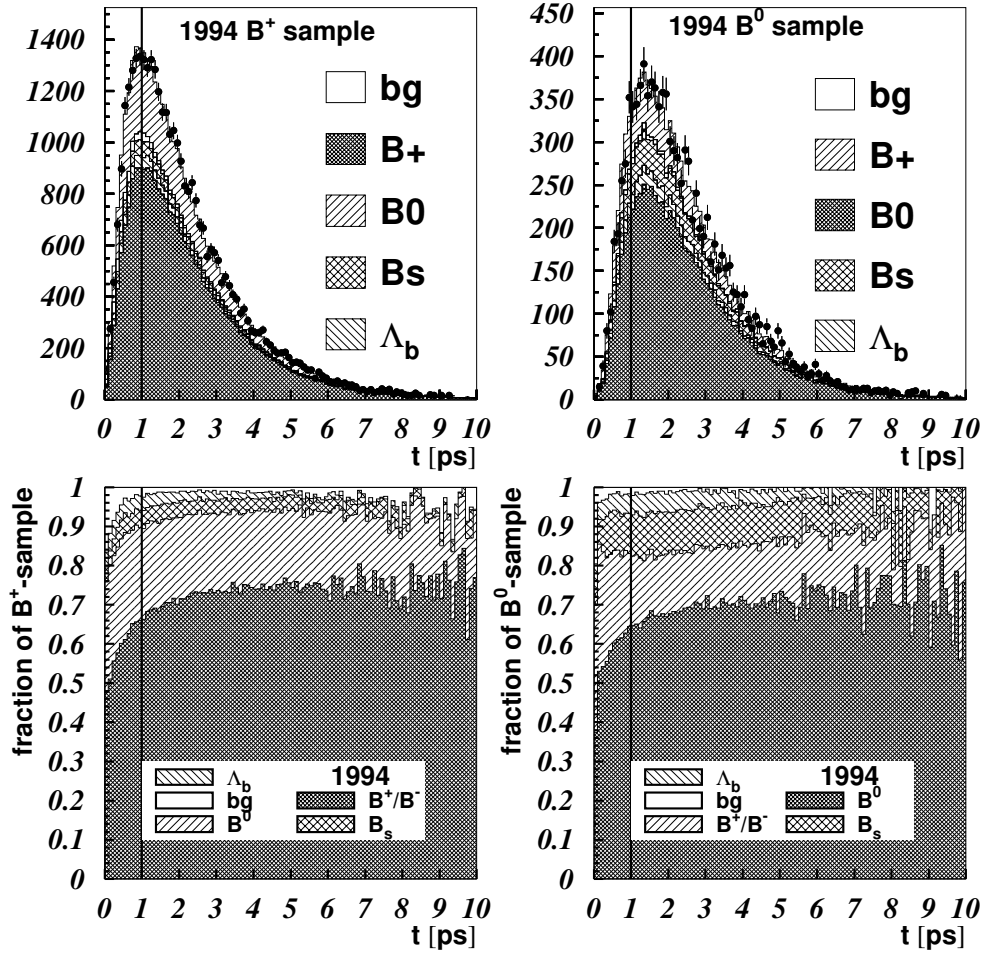 1994 B⁺ sample
1400
1200
1000
800
600
400
200
0
bg
B+
B0
Bs
Λ_b
0 1 2 3 4 5 6 7 8 9 10
t [ps]
1994 B⁰ sample
450
400
350
300
250
200
150
100
50
0
bg
B+
B0
Bs
Λ_b
0 1 2 3 4 5 6 7 8 9 10
t [ps]
fraction of B⁺-sample
1
0.9
0.8
0.7
0.6
0.5
0.4
0.3
0.2
0.1
0
Λ_b 1994
bg B⁺/B⁻
B⁰ B_s
0 1 2 3 4 5 6 7 8 9 10
t [ps]
fraction of B⁰-sample
1
0.9
0.8
0.7
0.6
0.5
0.4
0.3
0.2
0.1
0
Λ_b 1994
bg B⁰
B⁺/B⁻ B_s
0 1 2 3 4 5 6 7 8 9 10
t [ps]